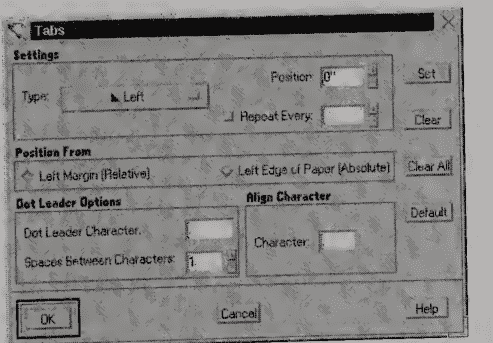 Tabs
Settings
Type: Left
Position: 0"
Repeat Every:
Set
Clear
Position From
Left Margin (Relative)
Left Edge of Paper (Absolute)
Clear All
Dot Leader Options
Dot Leader Character:
Spaces Between Characters: 1
Align Character
Character:
Default
OK
Cancel
Help